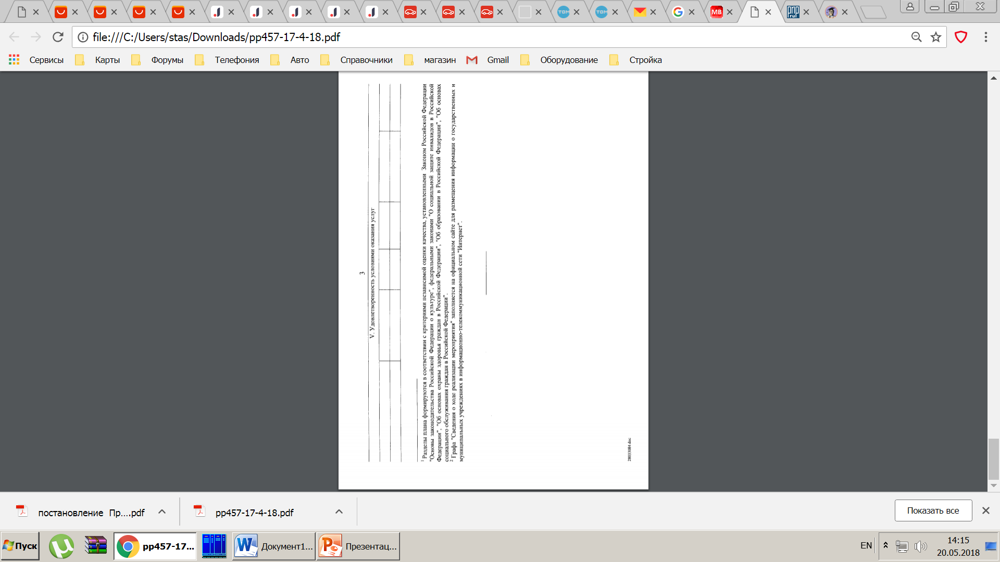 TOM
TOM
MB
pnp
ruf
file:///C:/Users/stas/Downloads/pp457-17-4-18.pdf
Сервисы
Карты
Форумы
Телефония
Авто
Справочники
магазин
Gmail
Оборудование
Стройка
3
V. Удовлетворенность условиями оказания услуг
1 Разделы плана формируются в соответствии с критериями независимой оценки качества, установленными Законом Российской Федерации
"Основы законодательства Российской Федерации о культуре", федеральными законами "О социальной защите инвалидов в Российской
Федерации", "Об основах охраны здоровья граждан в Российской Федерации", "Об образовании в Российской Федерации", "Об основах
социального обслуживания граждан в Российской Федерации".
2 Графа "Сведения о ходе реализации мероприятия" заполняется на официальном сайте для размещения информации о государственных и
муниципальных учреждениях в информационно-телекоммуникационной сети "Интернет".
28033084 doc
постановление Пр....pdf
pp457-17-4-18.pdf
Показать все
Пуск
pp457-17...
Документ1...
Презентац...
EN
14:15
20.05.2018